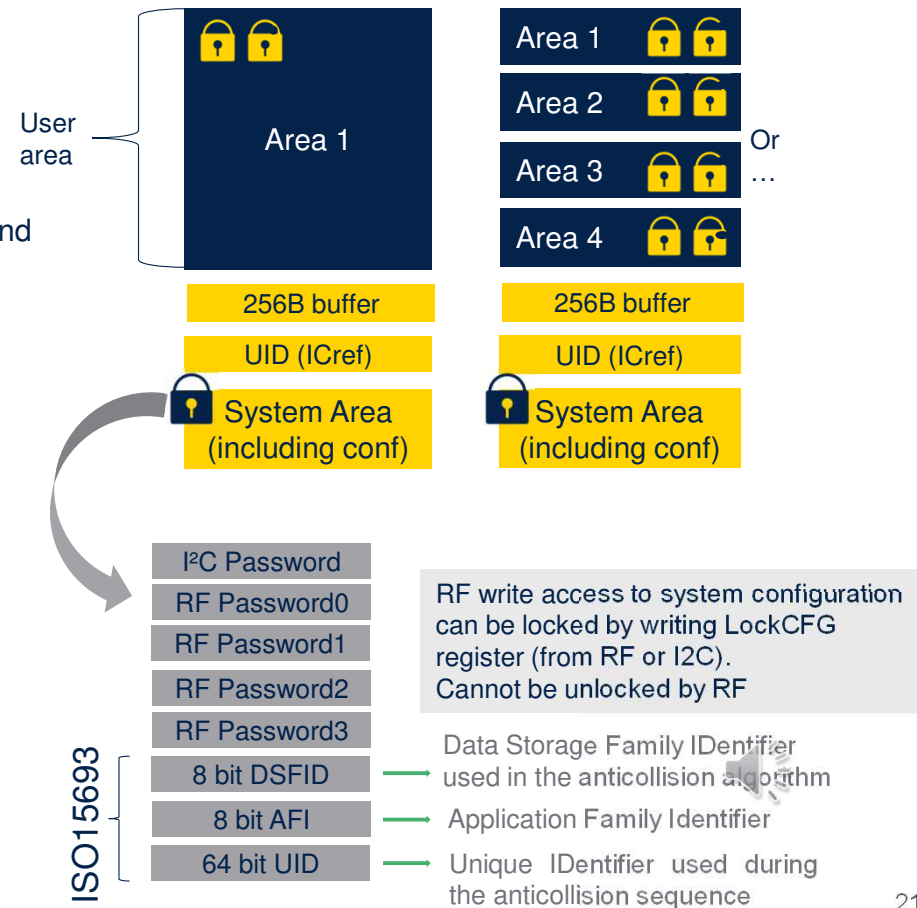 User
area
nd
Area 1
256B buffer
UID (ICref)
System Area
(including conf)
Area 1
Area 2
Area 3
Area 4
Or
…
256B buffer
UID (ICref)
System Area
(including conf)
I²C Password
RF Password0
RF Password1
RF Password2
RF Password3
8 bit DSFID
8 bit AFI
64 bit UID
ISO15693
RF write access to system configuration
can be locked by writing LockCFG
register (from RF or I2C).
Cannot be unlocked by RF
Data Storage Family IDentifier
used in the anticollision algorithm
Application Family Identifier
Unique IDentifier used during
the anticollision sequence
21